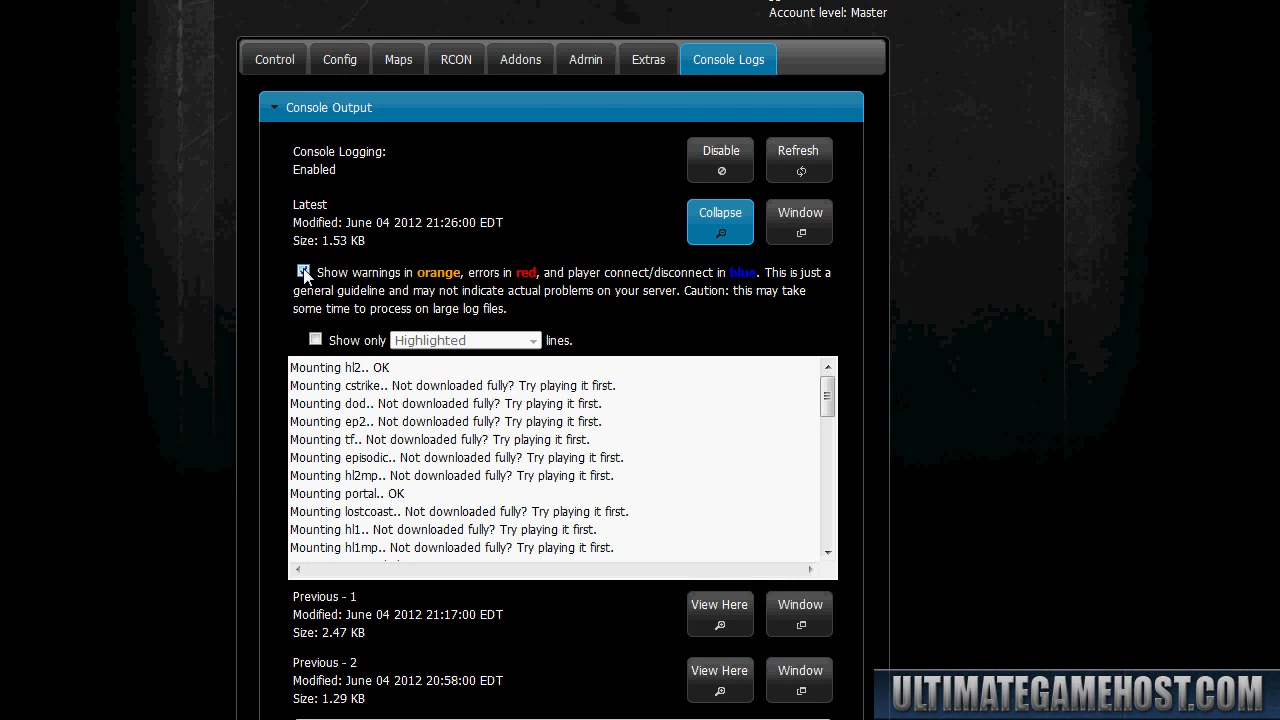 Account level: Master
Control Config Maps RCON Addons Admin Extras Console Logs
Console Output
Console Logging:
Enabled
Disable Refresh
Latest
Modified: June 04 2012 21:26:00 EDT
Size: 1.53 KB
Collapse Window
Show warnings in orange, errors in red, and player connect/disconnect in blue. This is just a
general guideline and may not indicate actual problems on your server. Caution: this may take
some time to process on large log files.
Show only Highlighted lines.
Mounting hl2.. OK
Mounting cstrike.. Not downloaded fully? Try playing it first.
Mounting dod.. Not downloaded fully? Try playing it first.
Mounting ep2.. Not downloaded fully? Try playing it first.
Mounting tf.. Not downloaded fully? Try playing it first.
Mounting episodic.. Not downloaded fully? Try playing it first.
Mounting hl2mp.. Not downloaded fully? Try playing it first.
Mounting portal.. OK
Mounting lostcoast.. Not downloaded fully? Try playing it first.
Mounting hl1.. Not downloaded fully? Try playing it first.
Mounting hl1mp.. Not downloaded fully? Try playing it first.
Previous - 1
Modified: June 04 2012 21:17:00 EDT
Size: 2.47 KB
View Here Window
Previous - 2
Modified: June 04 2012 20:58:00 EDT
Size: 1.29 KB
View Here Window
ULTIMATEGAMEHOST.COM